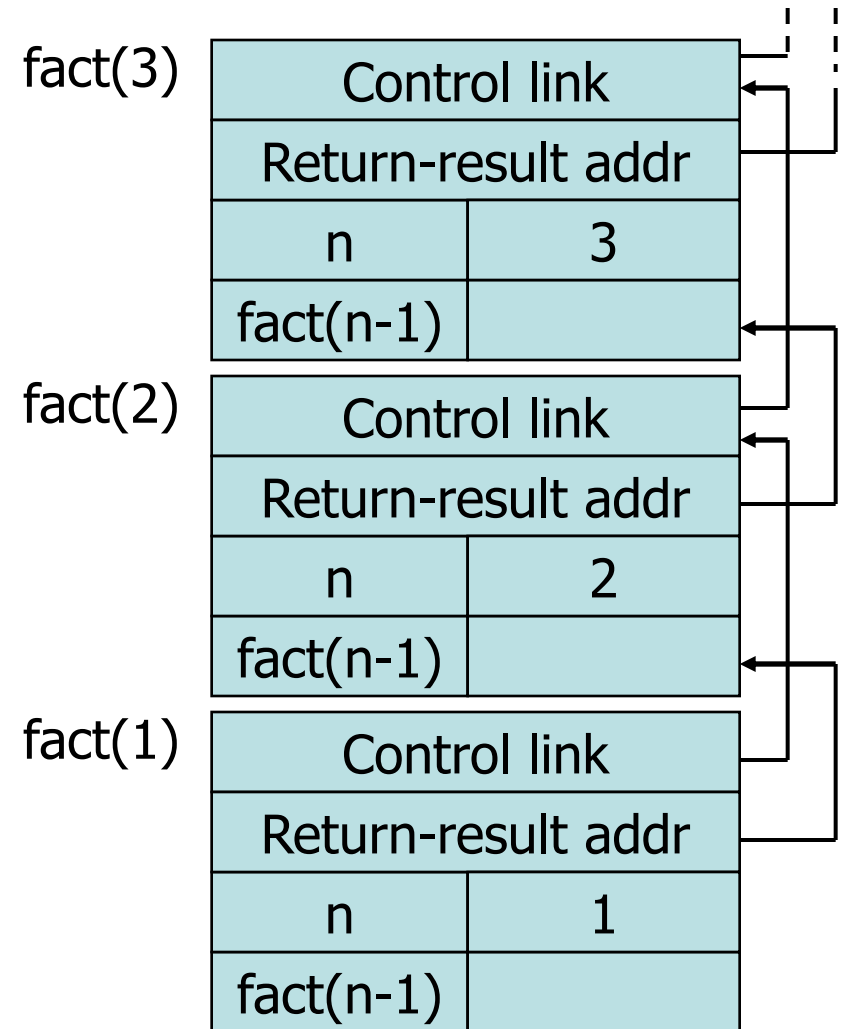 fact(3)
Control link
Return-result addr
n 3
fact(n-1)
fact(2)
Control link
Return-result addr
n 2
fact(n-1)
fact(1)
Control link
Return-result addr
n 1
fact(n-1)